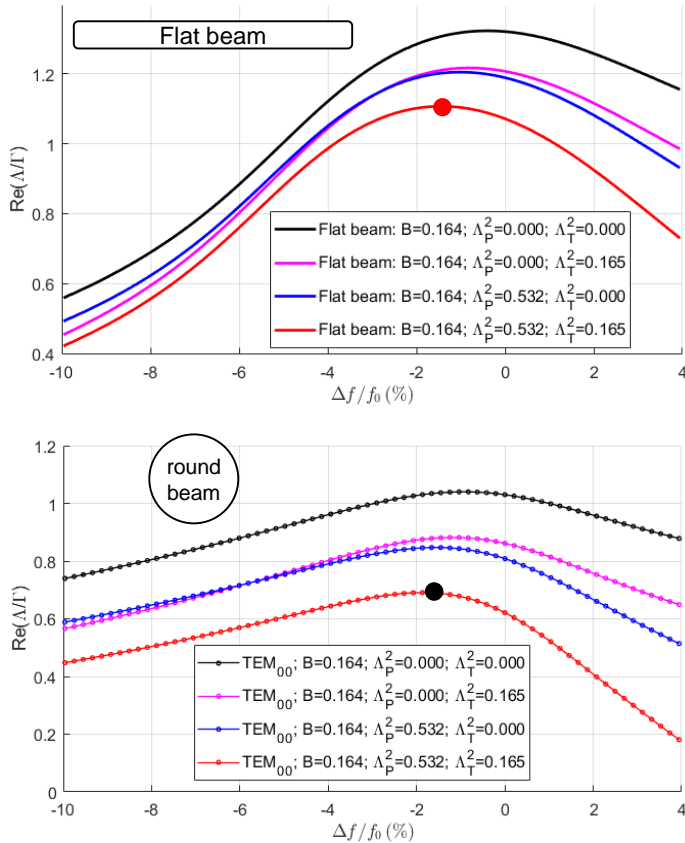 Flat beam
1.2
1
0.8
0.6
0.4
Re(Λ/Γ)
Flat beam: B=0.164; Λ_P^2=0.000; Λ_T^2=0.000
Flat beam: B=0.164; Λ_P^2=0.000; Λ_T^2=0.165
Flat beam: B=0.164; Λ_P^2=0.532; Λ_T^2=0.000
Flat beam: B=0.164; Λ_P^2=0.532; Λ_T^2=0.165
-10 -8 -6 -4 -2 0 2 4
Δf/f₀ (%)
round
beam
1.2
1
0.8
0.6
0.4
0.2
0
Re(Λ/Γ)
TEM₀₀; B=0.164; Λ_P^2=0.000; Λ_T^2=0.000
TEM₀₀; B=0.164; Λ_P^2=0.000; Λ_T^2=0.165
TEM₀₀; B=0.164; Λ_P^2=0.532; Λ_T^2=0.000
TEM₀₀; B=0.164; Λ_P^2=0.532; Λ_T^2=0.165
-10 -8 -6 -4 -2 0 2 4
Δf/f₀ (%)